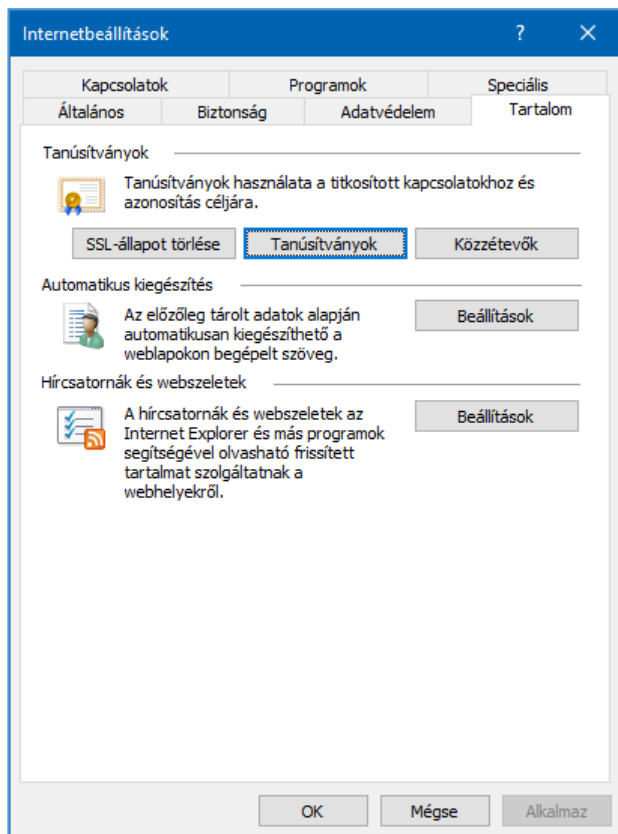 Internetbeállítások
?
Kapcsolatok
Programok
Speciális
Általános
Biztonság
Adatvédelem
Tartalom
Tanúsítványok
Tanúsítványok használata a titkosított kapcsolatokhoz és
azonosítás céljára.
SSL-állapot törlése
Tanúsítványok
Közzétevők
Automatikus kiegészítés
Az előzőleg tárolt adatok alapján
automatikusan kiegészíthető a
weblapokon begépelt szöveg.
Beállítások
Hírcsatornák és webszeletek
A hírcsatornák és webszeletek az
Internet Explorer és más programok
segítségével olvasható frissített
tartalmat szolgáltatnak a
webhelyekről.
Beállítások
OK
Mégse
Alkalmaz